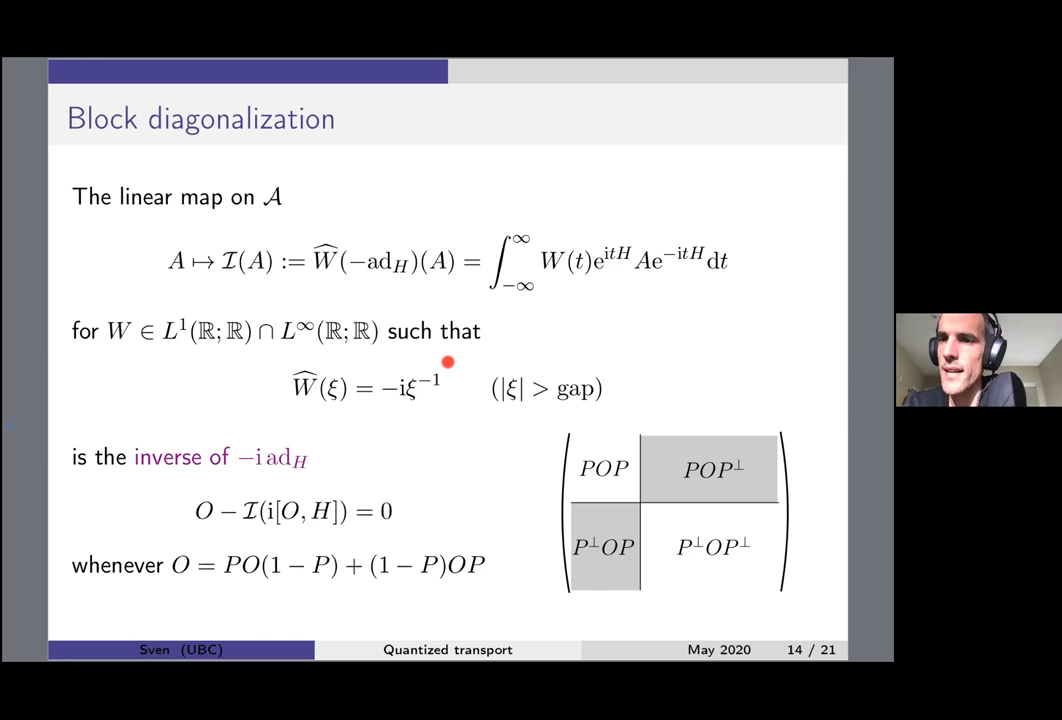 Block diagonalization
The linear map on 𝒜
A ↦ ℐ(A) := Ŵ(−ad_H)(A) = ∫_{−∞}^{∞} W(t)e^{itH}Ae^{−itH}dt
for W ∈ L¹(ℝ;ℝ) ∩ L^∞(ℝ;ℝ) such that
Ŵ(ξ) = −iξ⁻¹ (|ξ| > gap)
is the inverse of −i ad_H
O − ℐ(i[O, H]) = 0
whenever O = PO(1 − P) + (1 − P)OP
POP POP^⊥
P^⊥OP P^⊥OP^⊥
Sven (UBC) Quantized transport May 2020 14 / 21